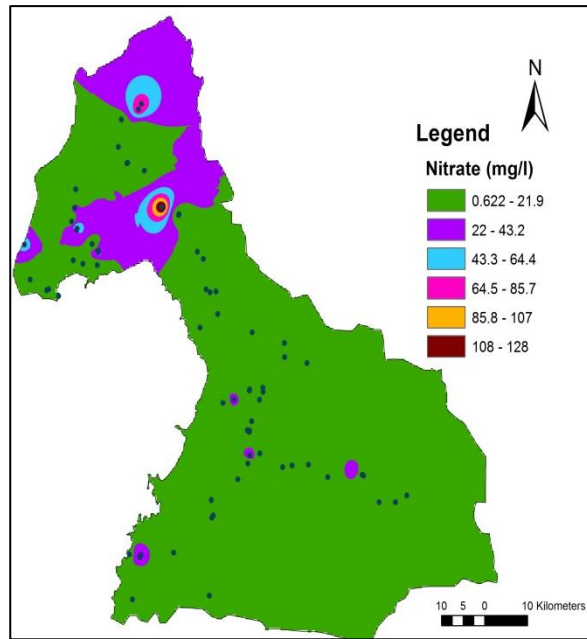 N
Legend
Nitrate (mg/l)
0.622 - 21.9
22 - 43.2
43.3 - 64.4
64.5 - 85.7
85.8 - 107
108 - 128
10 5 0 10 Kilometers